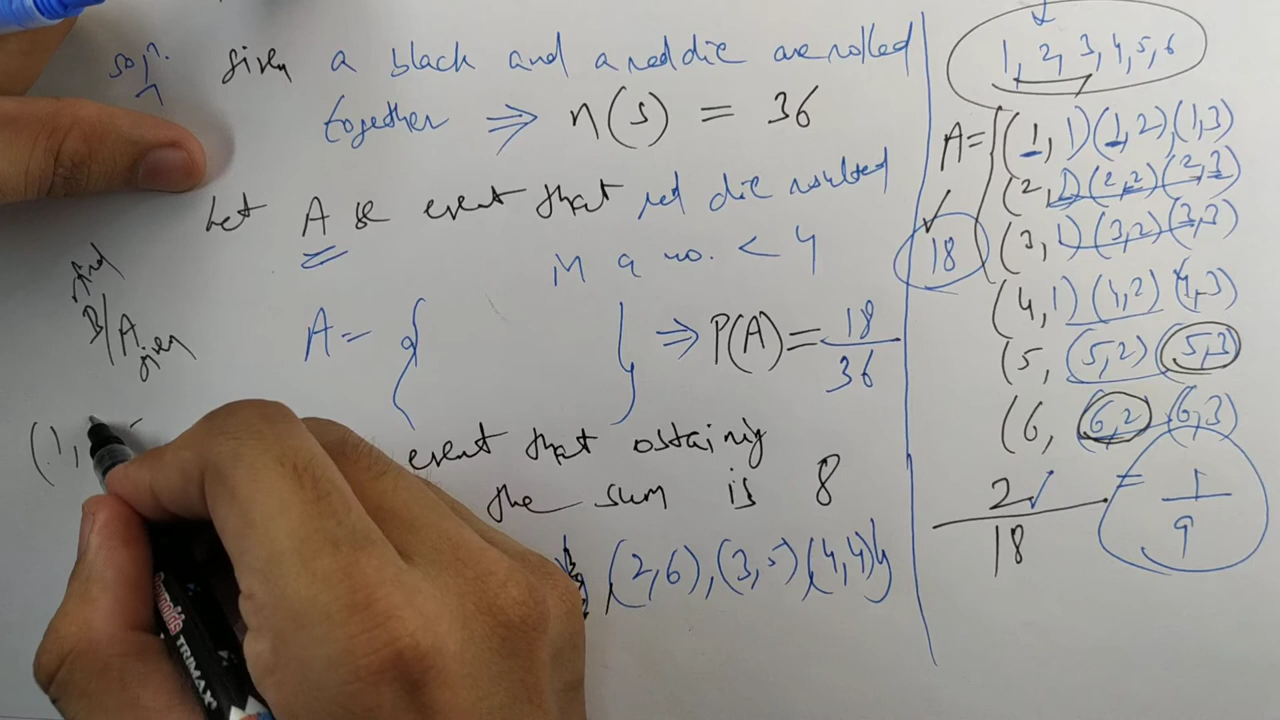 soln. given a black and a red die are rolled
together ⇒ n(s) = 36
Let A be event that red die resulted
in a no. < 4
find
B/A
given
A = { } ⇒ P(A) = 18/36
(1,
event that obtaining
the sum is 8
(2,6), (3,5) (4,4)}
1, 2, 3, 4, 5, 6
A = {(1, 1) (1, 2), (1, 3)
(2, 1) (2, 2) (2, 3)
18 (3, 1) (3, 2) (3, 3)
(4, 1) (4, 2) (4, 3)
(5, (5, 2) (5, 3)
(6, (6, 2) (6, 3)
2/18 = 1/9
Reynolds TRIMAX